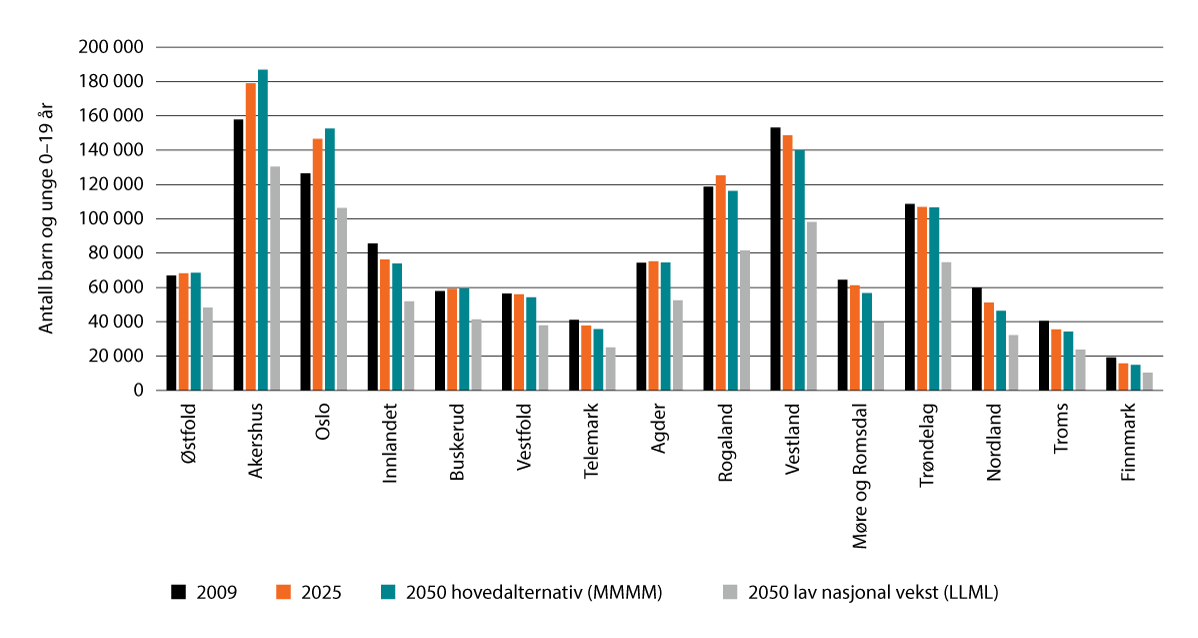 Antall barn og unge 0–19 år
200 000
180 000
160 000
140 000
120 000
100 000
80 000
60 000
40 000
20 000
0
Østfold
Akershus
Oslo
Innlandet
Buskerud
Vestfold
Telemark
Agder
Rogaland
Vestland
Møre og Romsdal
Trøndelag
Nordland
Troms
Finnmark
2009
2025
2050 hovedalternativ (MMMM)
2050 lav nasjonal vekst (LLML)